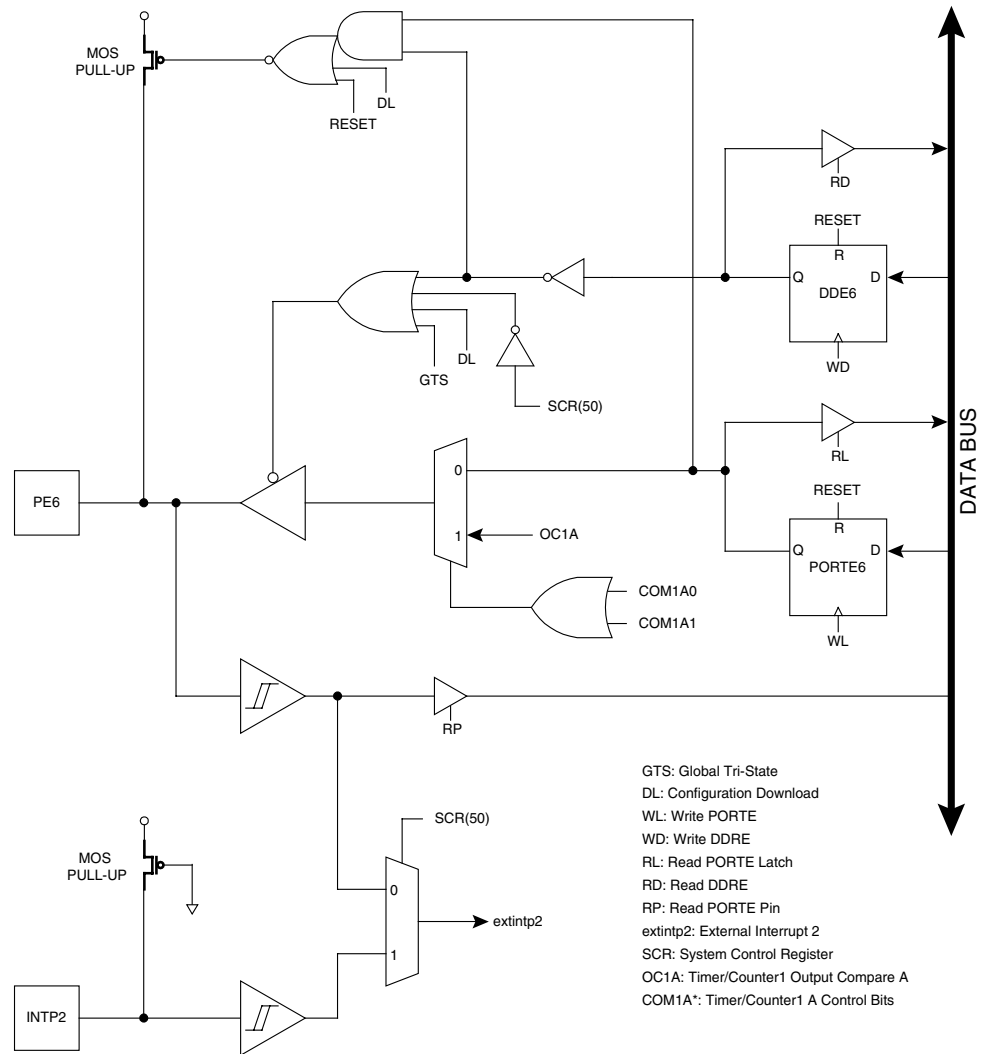 MOS
PULL-UP
DL
RESET
RD
RESET
R
Q
D
DDE6
WD
DL
GTS
SCR(50)
RL
0
PE6
RESET
R
1
OC1A
Q
D
PORTE6
COM1A0
COM1A1
WL
DATA BUS
RP
GTS: Global Tri-State
DL: Configuration Download
WL: Write PORTE
WD: Write DDRE
RL: Read PORTE Latch
RD: Read DDRE
RP: Read PORTE Pin
extintp2: External Interrupt 2
SCR: System Control Register
OC1A: Timer/Counter1 Output Compare A
COM1A*: Timer/Counter1 A Control Bits
SCR(50)
MOS
PULL-UP
0
extintp2
1
INTP2